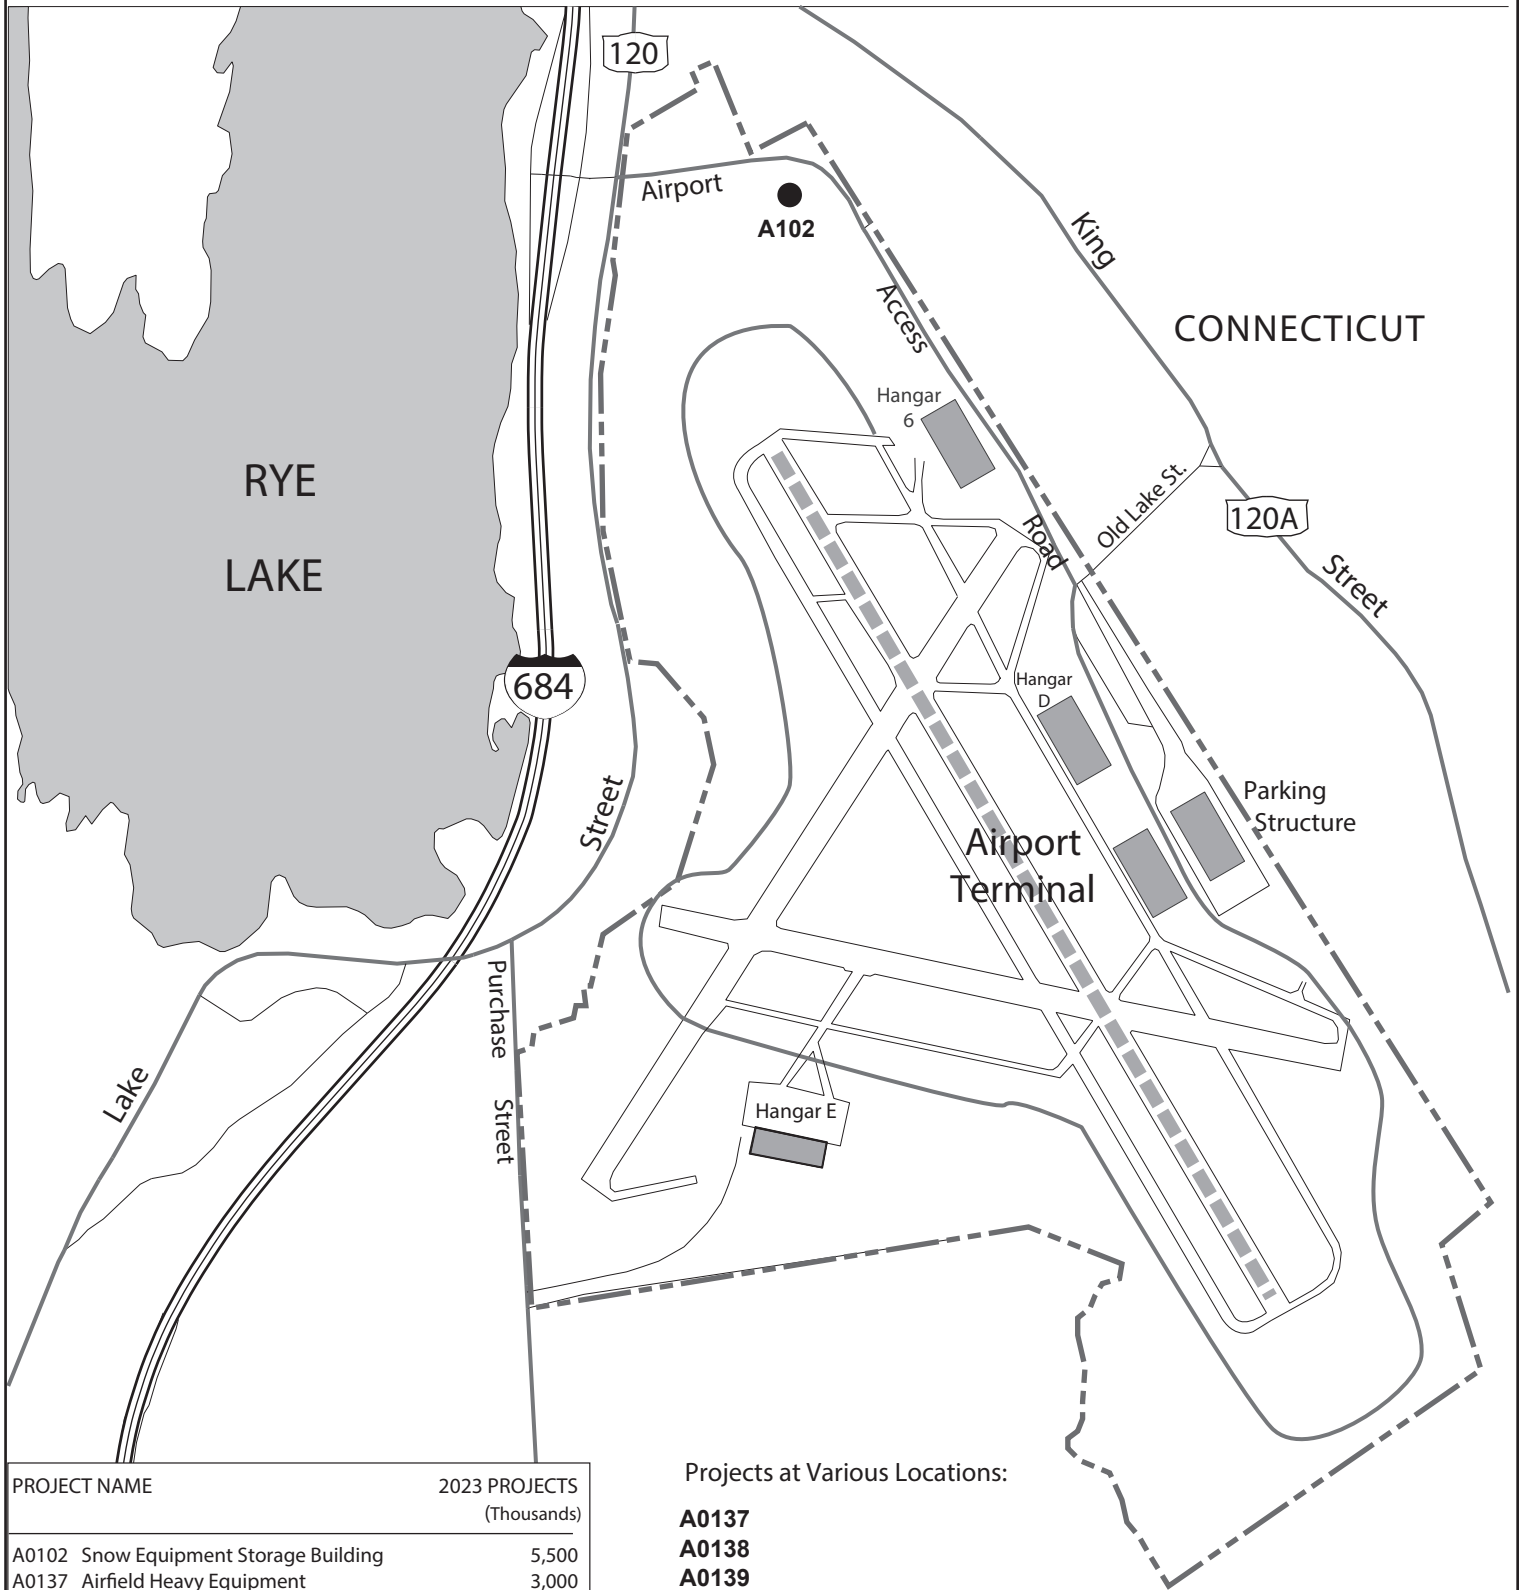 120
Airport
A102
King
Access
CONNECTICUT
Hangar
6
RYE
LAKE
Old Lake St.
120A
Road
Street
684
Hangar
D
Street
Parking
Structure
Airport
Terminal
Purchase
Street
Lake
Hangar E
PROJECT NAME 2023 PROJECTS
(Thousands)
A0102 Snow Equipment Storage Building 5,500
A0137 Airfield Heavy Equipment 3,000
Projects at Various Locations:
A0137
A0138
A0139